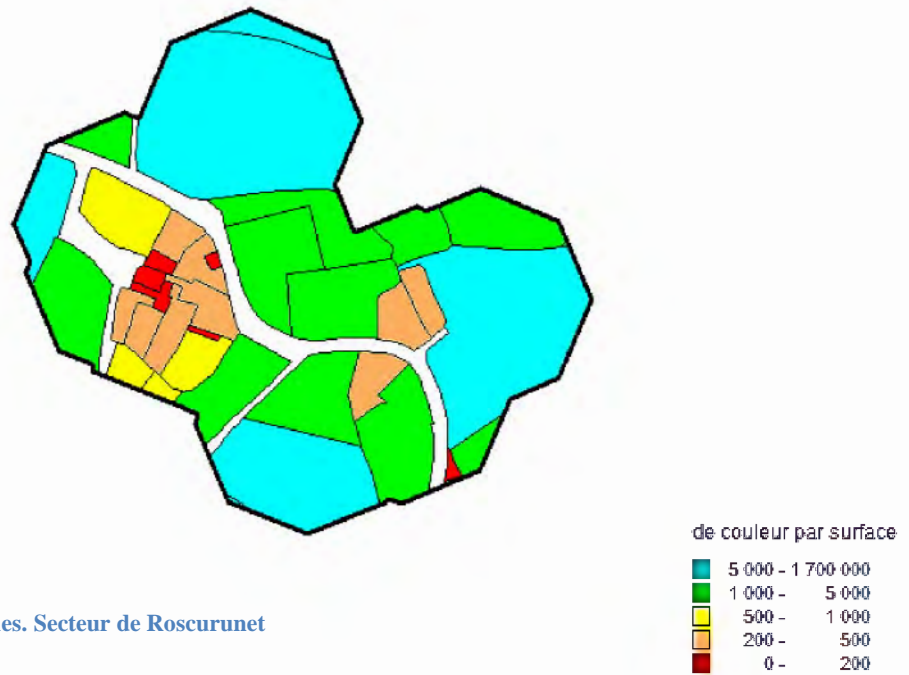 de couleur par surface
5 000 - 1 700 000
1 000 - 5 000
500 - 1 000
200 - 500
0 - 200
es. Secteur de Roscurunet